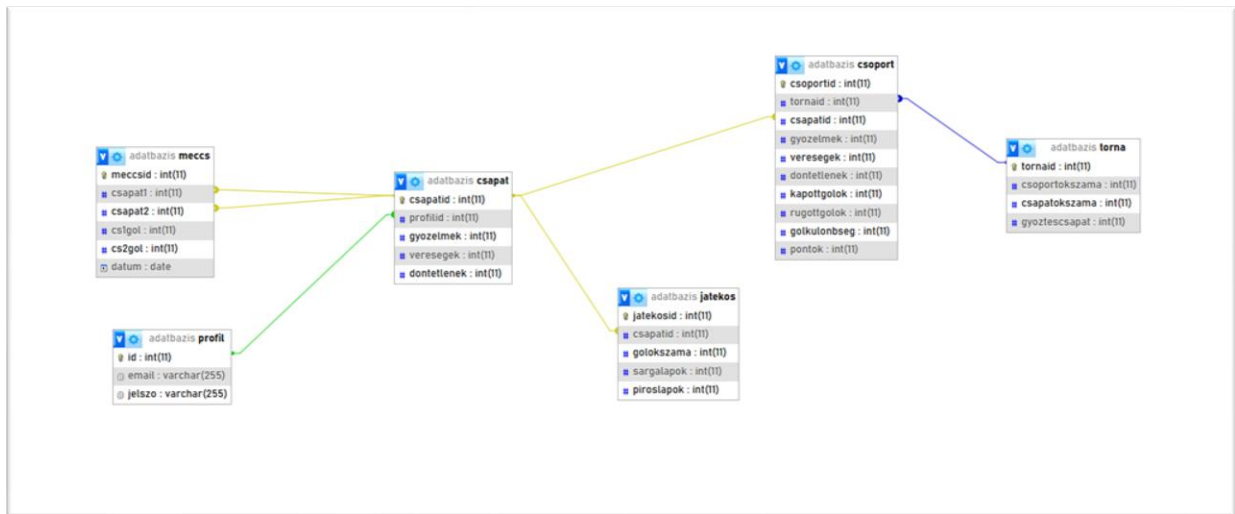 adatbazis meccs
meccsid : int(11)
csapat1 : int(11)
csapat2 : int(11)
cs1gol : int(11)
cs2gol : int(11)
datum : date
adatbazis profil
id : int(11)
email : varchar(255)
jelszo : varchar(255)
adatbazis csapat
csapatid : int(11)
profilid : int(11)
gyozelmek : int(11)
veresegek : int(11)
dontetlenek : int(11)
adatbazis jatekos
jatekosid : int(11)
csapatid : int(11)
golokszama : int(11)
sargalapok : int(11)
piroslapok : int(11)
adatbazis csoport
csoportid : int(11)
tornaid : int(11)
csapatid : int(11)
gyozelmek : int(11)
veresegek : int(11)
dontetlenek : int(11)
kapottgolok : int(11)
rugottgolok : int(11)
golkulonbseg : int(11)
pontok : int(11)
adatbazis torna
tornaid : int(11)
csoportokszama : int(11)
csapatokszama : int(11)
gyoztescsapat : int(11)